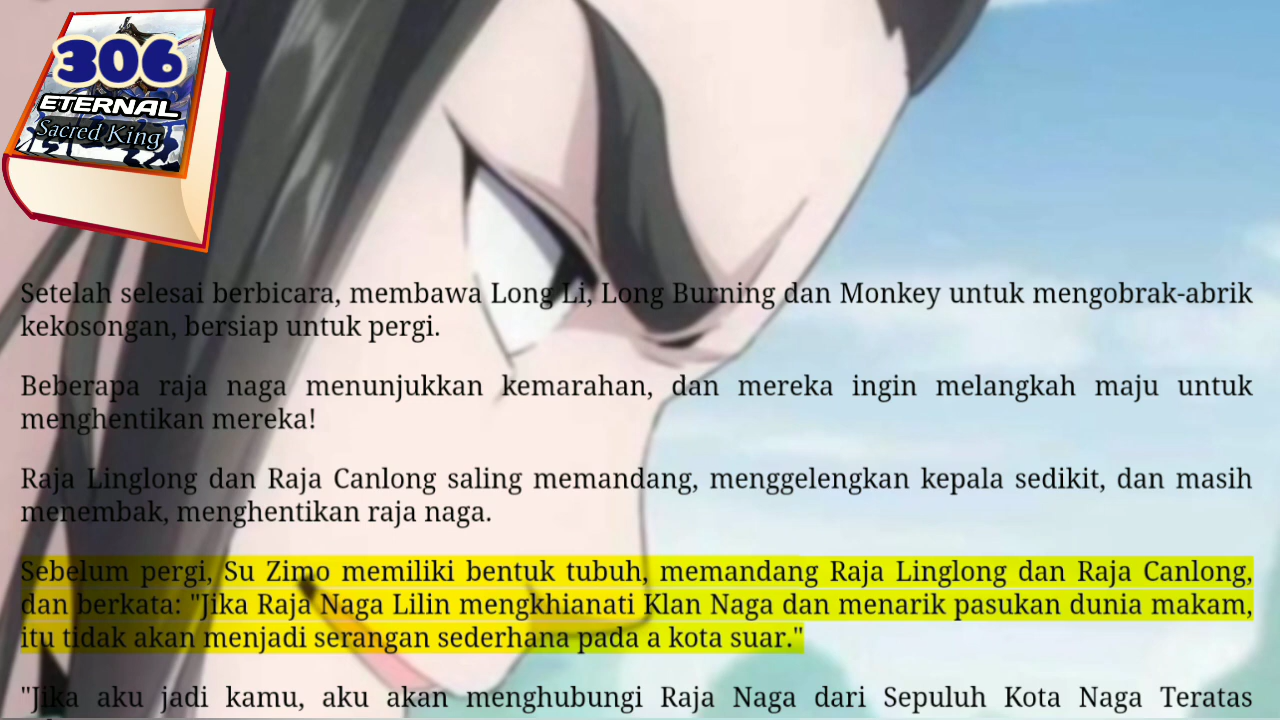 306
ETERNAL
Sacred King
Setelah selesai berbicara, membawa Long Li, Long Burning dan Monkey untuk mengobrak-abrik
kekosongan, bersiap untuk pergi.
Beberapa raja naga menunjukkan kemarahan, dan mereka ingin melangkah maju untuk
menghentikan mereka!
Raja Linglong dan Raja Canlong saling memandang, menggelengkan kepala sedikit, dan masih
menembak, menghentikan raja naga.
Sebelum pergi, Su Zimo memiliki bentuk tubuh, memandang Raja Linglong dan Raja Canlong,
dan berkata: "Jika Raja Naga Lilin mengkhianati Klan Naga dan menarik pasukan dunia makam,
itu tidak akan menjadi serangan sederhana pada a kota suar."
"Jika aku jadi kamu, aku akan menghubungi Raja Naga dari Sepuluh Kota Naga Teratas